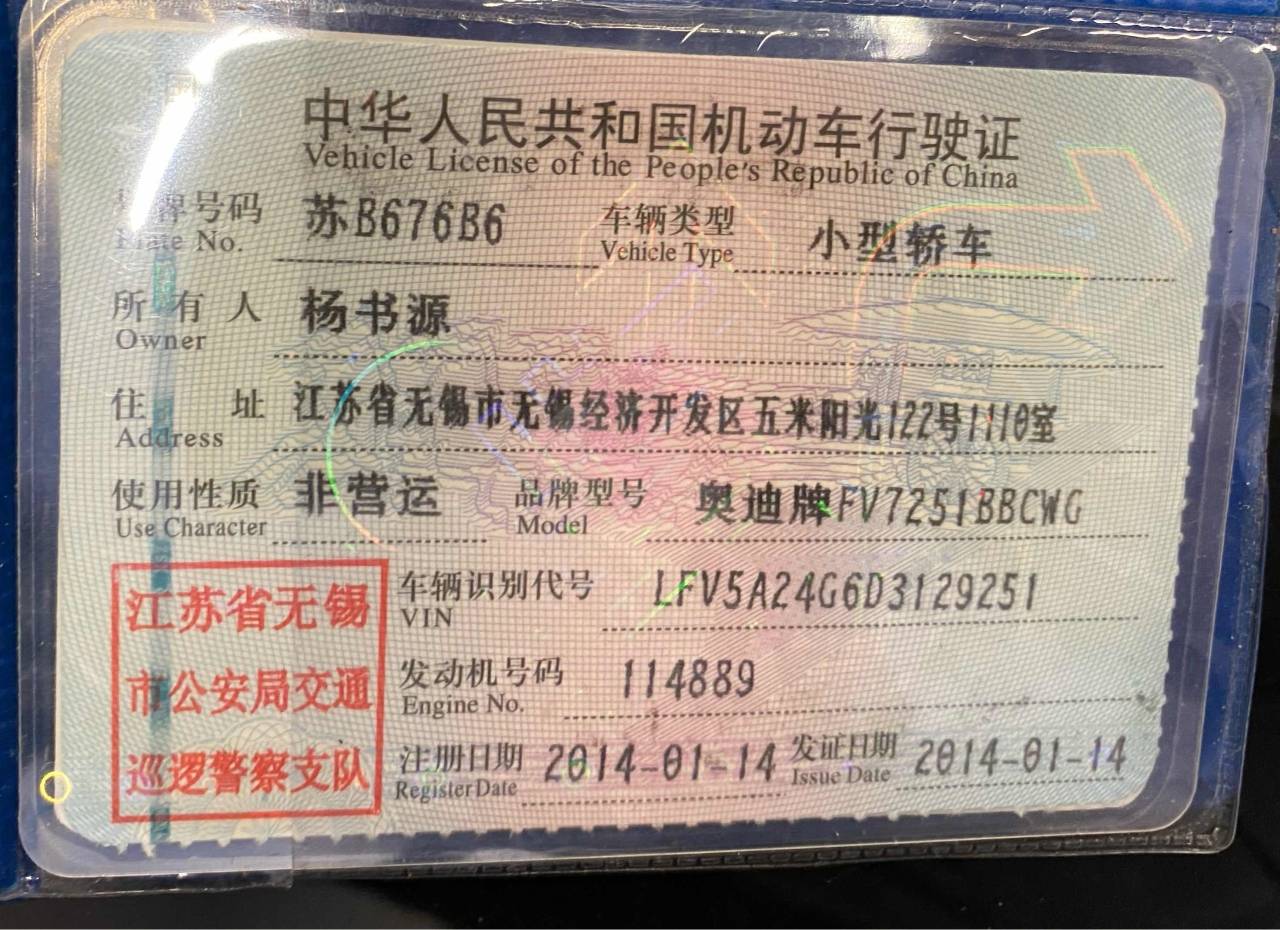 中华人民共和国机动车行驶证
Vehicle License of the People's Republic of China
号牌号码 苏B676B6 车辆类型 小型轿车
Plate No. Vehicle Type
所有人 杨书源
Owner
住址 江苏省无锡市无锡经济开发区五米阳光122号1110室
Address
使用性质 非营运 品牌型号 奥迪牌FV7251BBCWG
Use Character Model
江苏省无锡
市公安局交通
巡逻警察支队
车辆识别代号 LFV5A24G6D3129251
VIN
发动机号码 114889
Engine No.
注册日期 2014-01-14 发证日期 2014-01-14
Register Date Issue Date